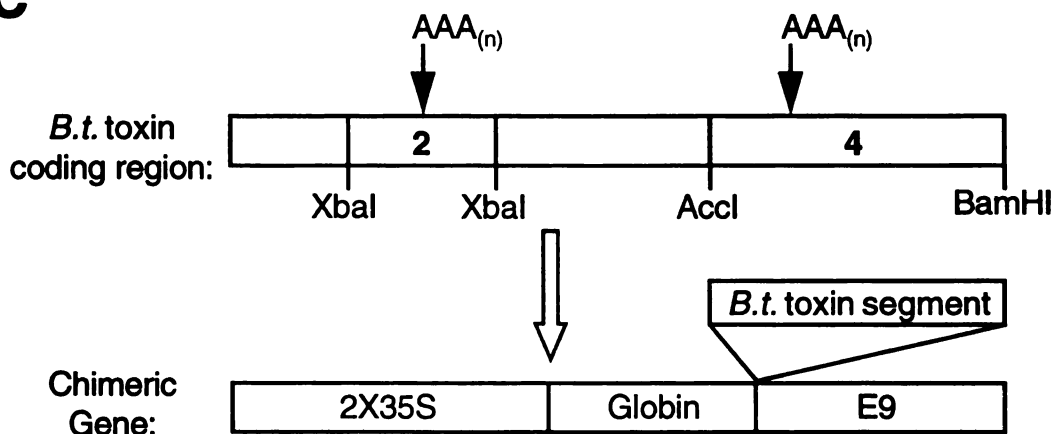 C
AAA(n) AAA(n)
B.t. toxin
coding region:
2 4
XbaI XbaI AccI BamHI
B.t. toxin segment
Chimeric
Gene:
2X35S Globin E9